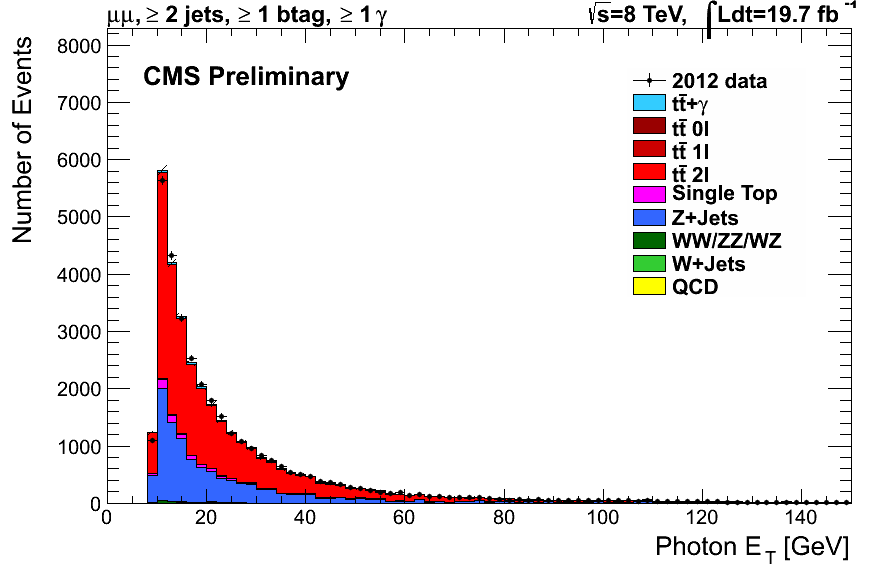 μμ, ≥ 2 jets, ≥ 1 btag, ≥ 1 γ
√s=8 TeV, ∫Ldt=19.7 fb⁻¹
CMS Preliminary
Number of Events
8000
7000
6000
5000
4000
3000
2000
1000
0
2012 data
tt̄+γ
tt̄ 0l
tt̄ 1l
tt̄ 2l
Single Top
Z+Jets
WW/ZZ/WZ
W+Jets
QCD
0 20 40 60 80 100 120 140
Photon E_T [GeV]